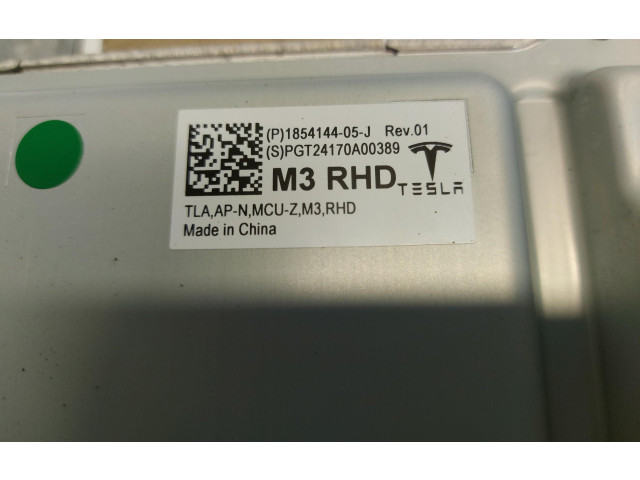 (P)1854144-05-J Rev.01
(S)PGT24170A00389
M3 RHD TESLA
TLA,AP-N,MCU-Z,M3,RHD
Made in China